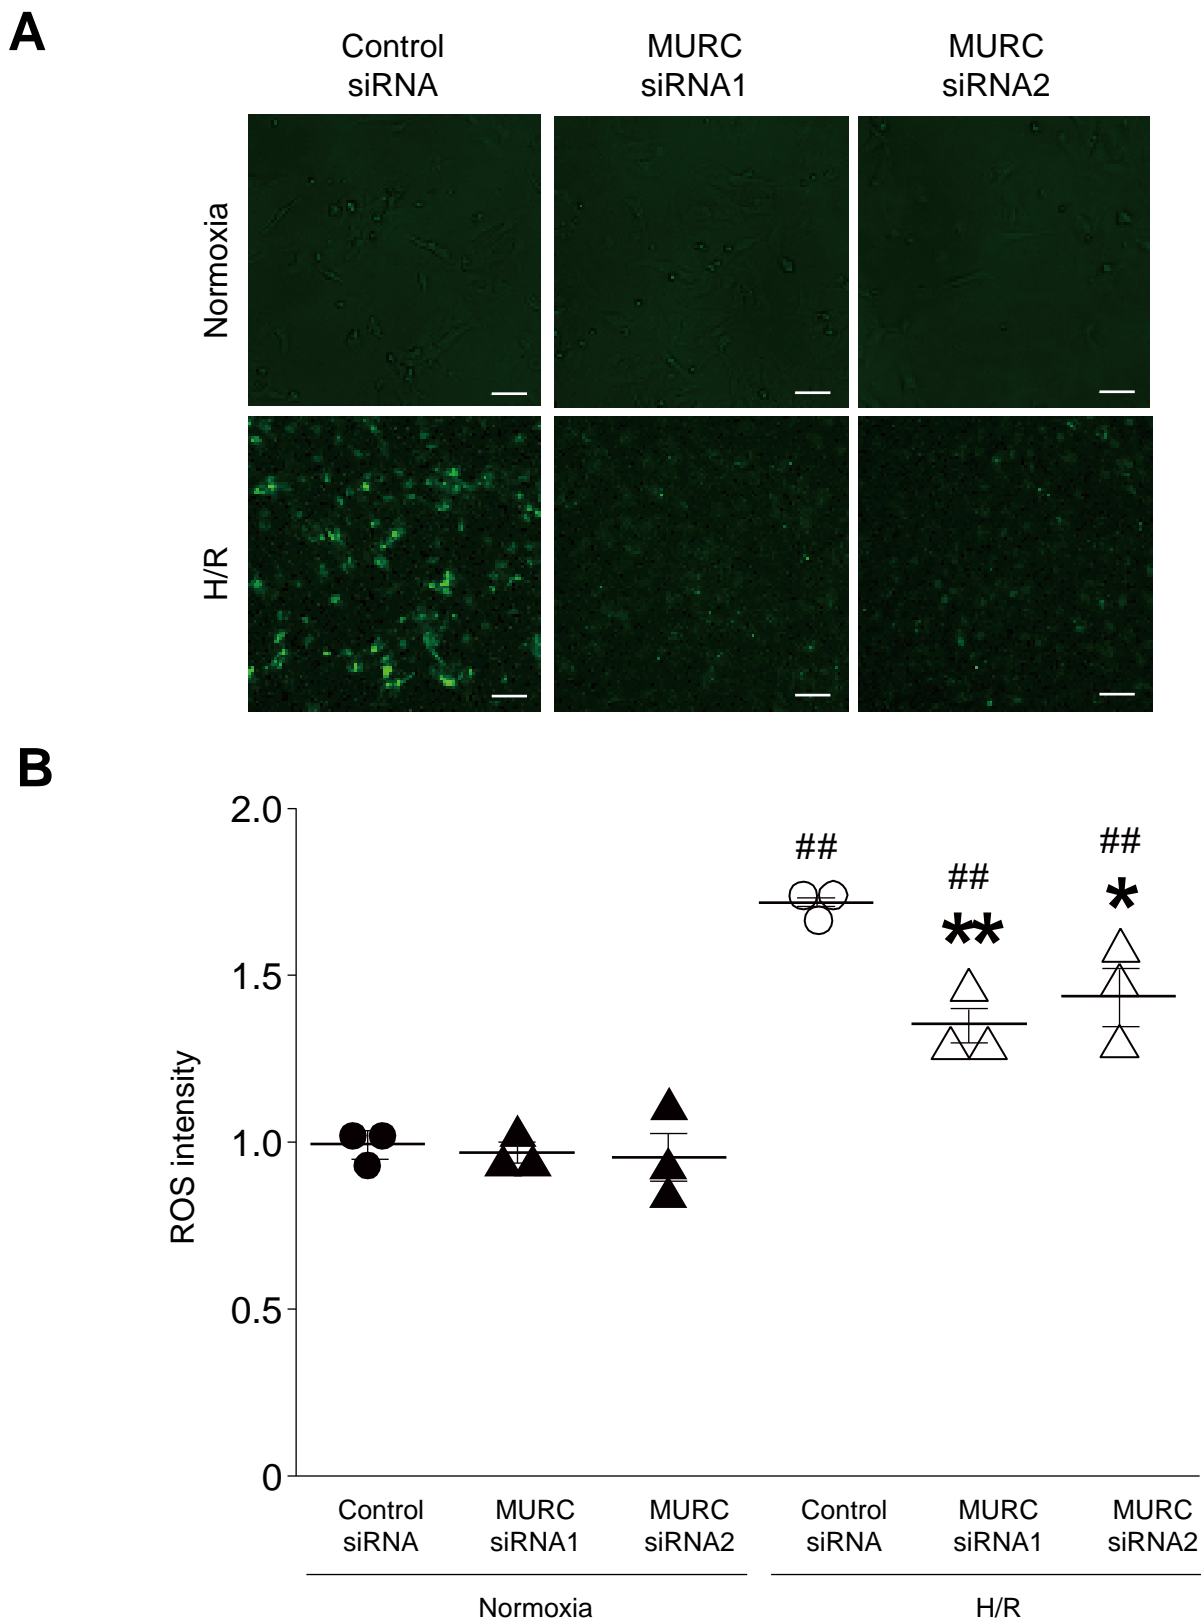 A
Control
siRNA
MURC
siRNA1
MURC
siRNA2
Normoxia
H/R
B
ROS intensity
2.0
1.5
1.0
0.5
0
##
##
**
##
*
Control
siRNA
MURC
siRNA1
MURC
siRNA2
Control
siRNA
MURC
siRNA1
MURC
siRNA2
Normoxia
H/R